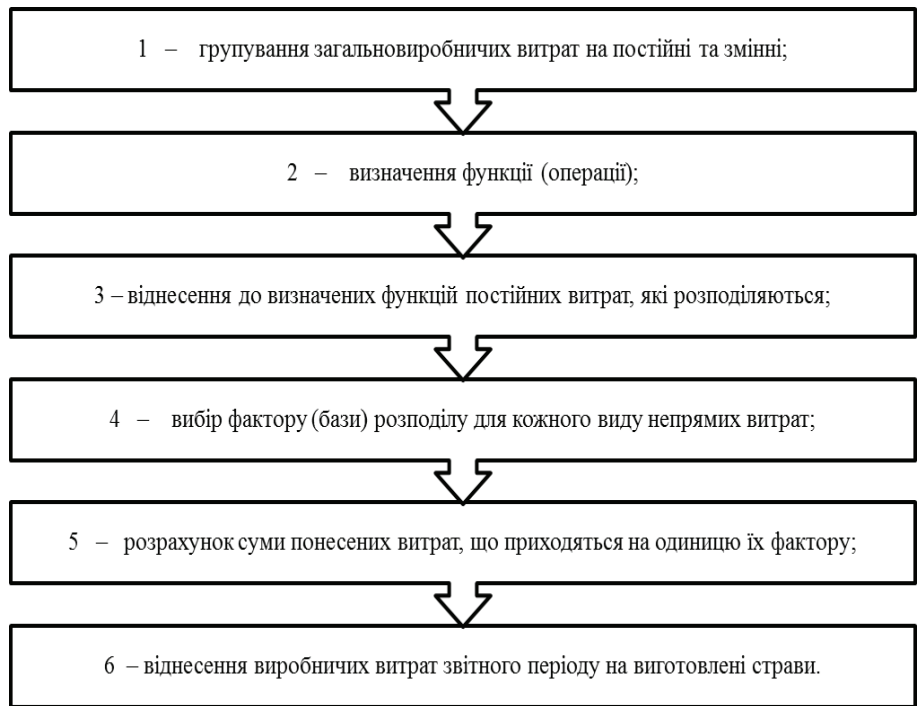 1 – групування загальновиробничих витрат на постійні та змінні;
2 – визначення функції (операції);
3 – віднесення до визначених функцій постійних витрат, які розподіляються;
4 – вибір фактору (бази) розподілу для кожного виду непрямих витрат;
5 – розрахунок суми понесених витрат, що приходяться на одиницю їх фактору;
6 – віднесення виробничих витрат звітного періоду на виготовлені страви.